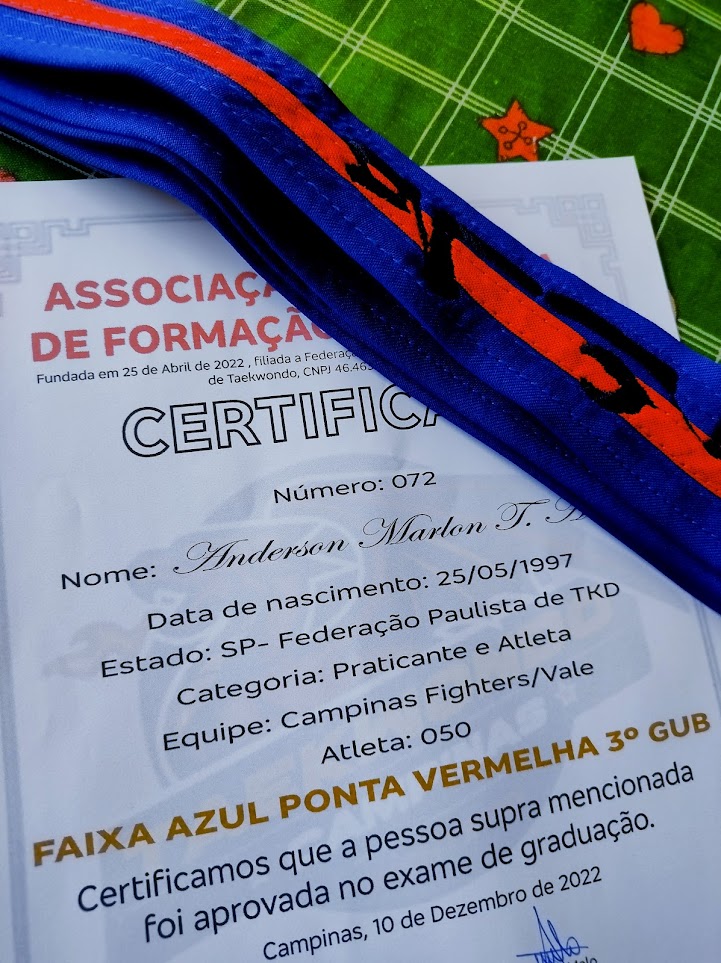 ASSOCIAÇ
DE FORMAÇÃO
Fundada em 25 de Abril de 2022 , filiada a Federaç
de Taekwondo, CNPJ 46.465
CERTIFICA
Número: 072
Nome: Anderson Marlon T.
Data de nascimento: 25/05/1997
Estado: SP- Federação Paulista de TKD
Categoria: Praticante e Atleta
Equipe: Campinas Fighters/Vale
Atleta: 050
FAIXA AZUL PONTA VERMELHA 3º GUB
Certificamos que a pessoa supra mencionada
foi aprovada no exame de graduação.
Campinas, 10 de Dezembro de 2022